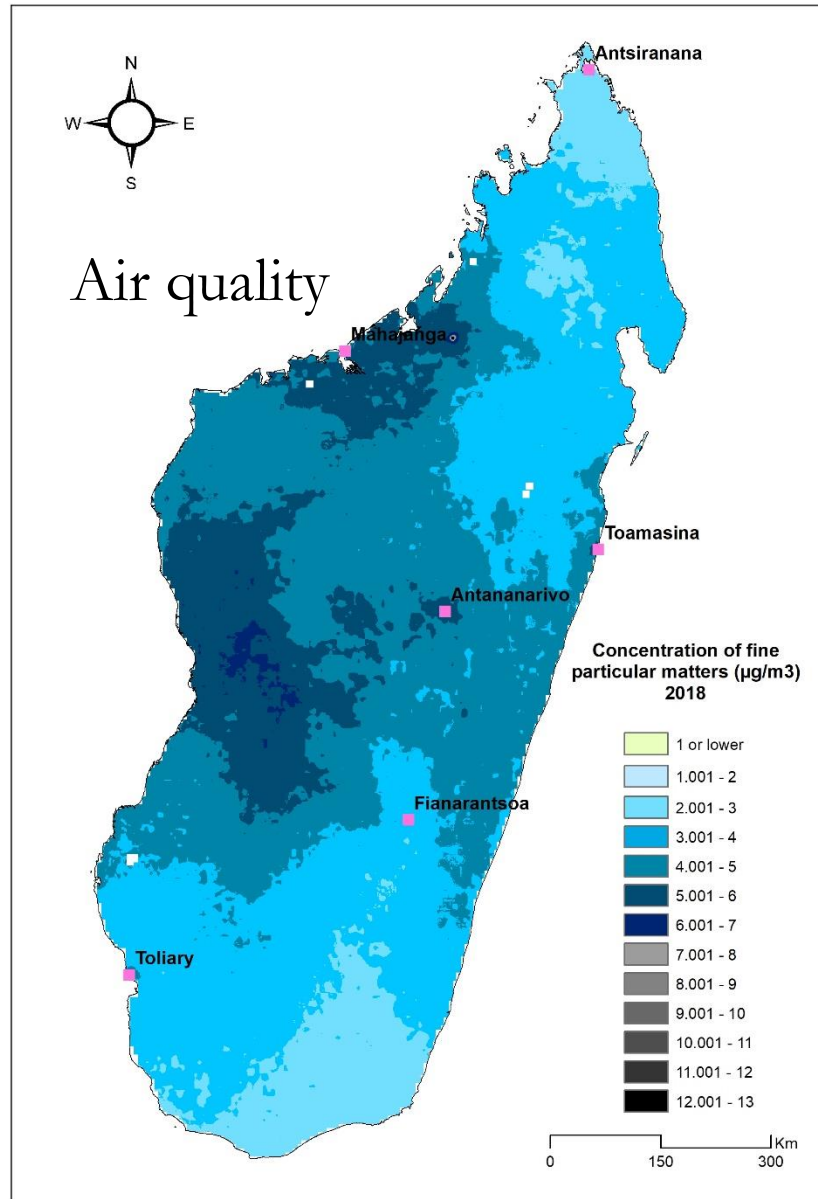 Antsiranana
N
W
E
S
Air quality
Mahajanga
Toamasina
Antananarivo
Concentration of fine
particular matters (µg/m3)
2018
1 or lower
1.001 - 2
2.001 - 3
3.001 - 4
4.001 - 5
5.001 - 6
6.001 - 7
7.001 - 8
8.001 - 9
9.001 - 10
10.001 - 11
11.001 - 12
12.001 - 13
Fianarantsoa
Toliary
Km
0 150 300